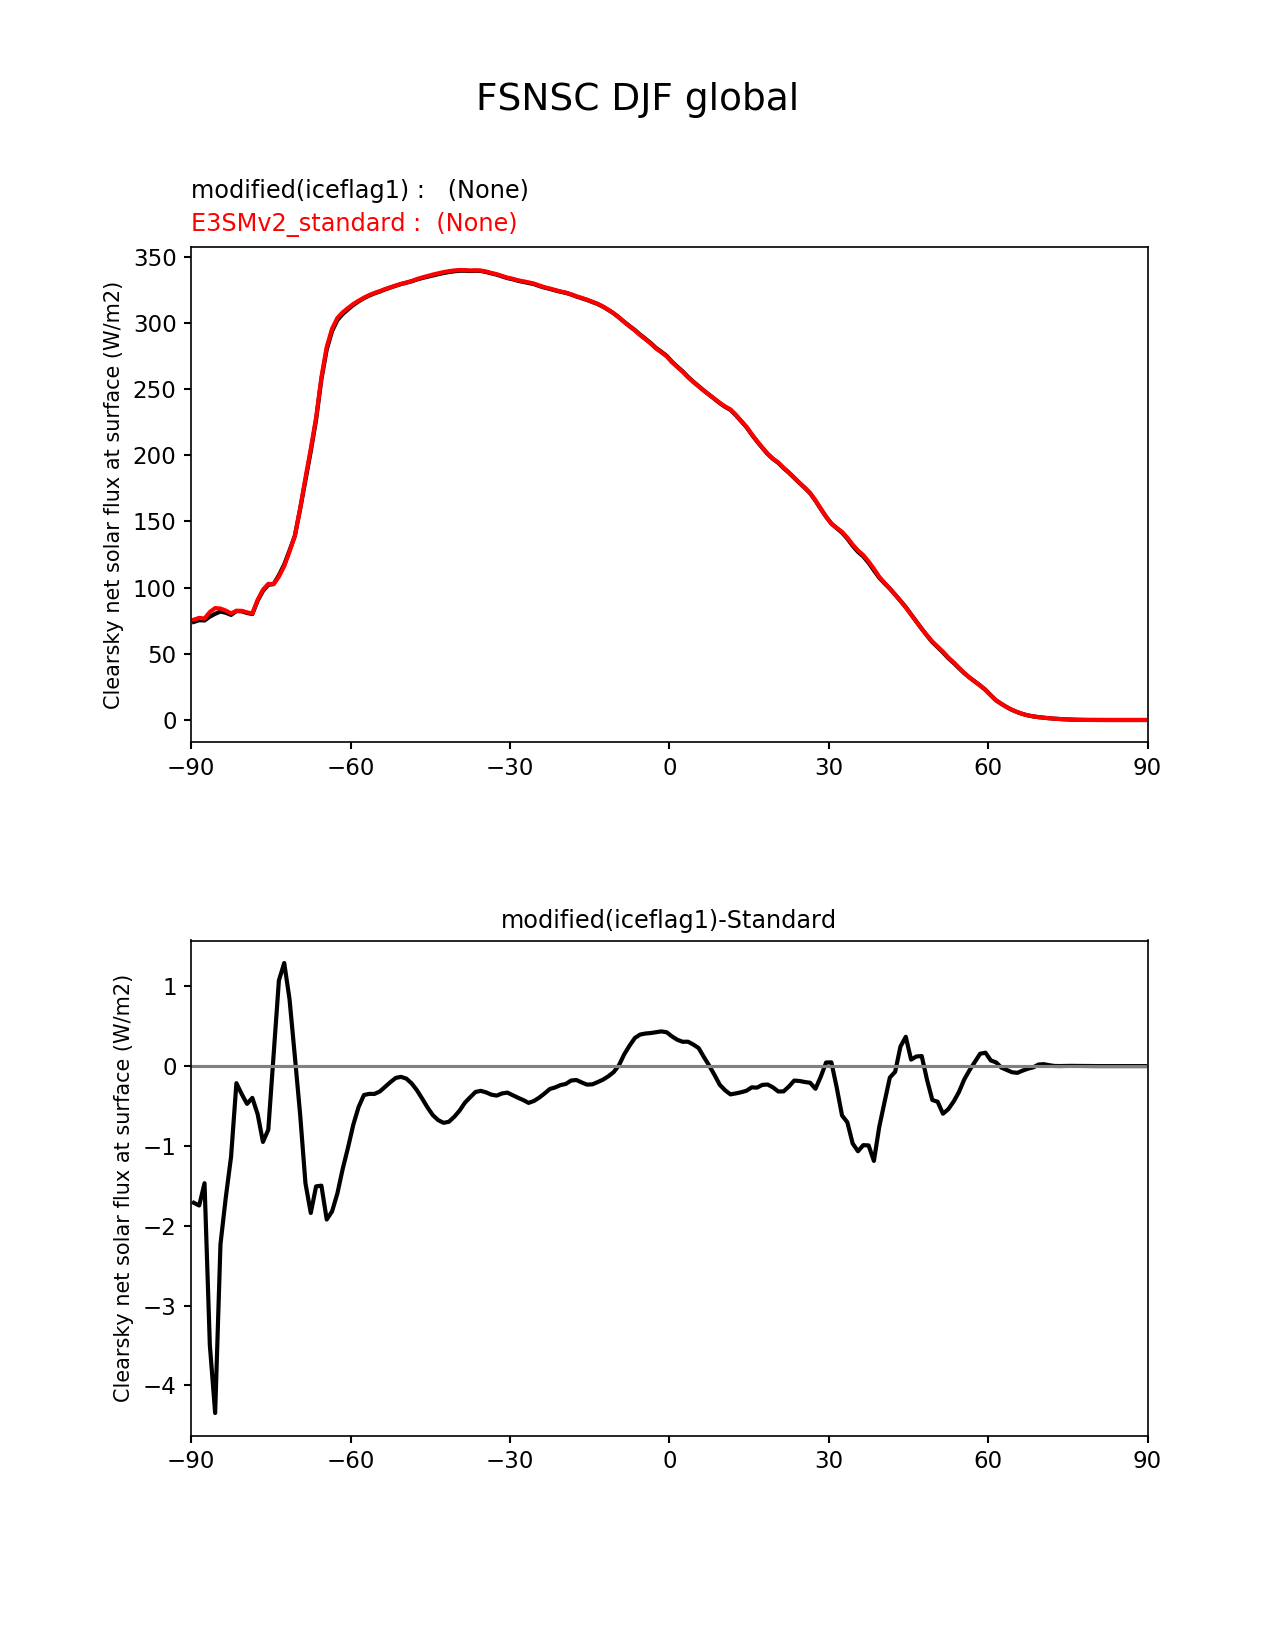 FSNSC DJF global
modified(iceflag1) :   (None)
E3SMv2_standard :  (None)
Clearsky net solar flux at surface (W/m2)
350
300
250
200
150
100
50
0
−90 −60 −30 0 30 60 90
modified(iceflag1)-Standard
Clearsky net solar flux at surface (W/m2)
1
0
−1
−2
−3
−4
−90 −60 −30 0 30 60 90